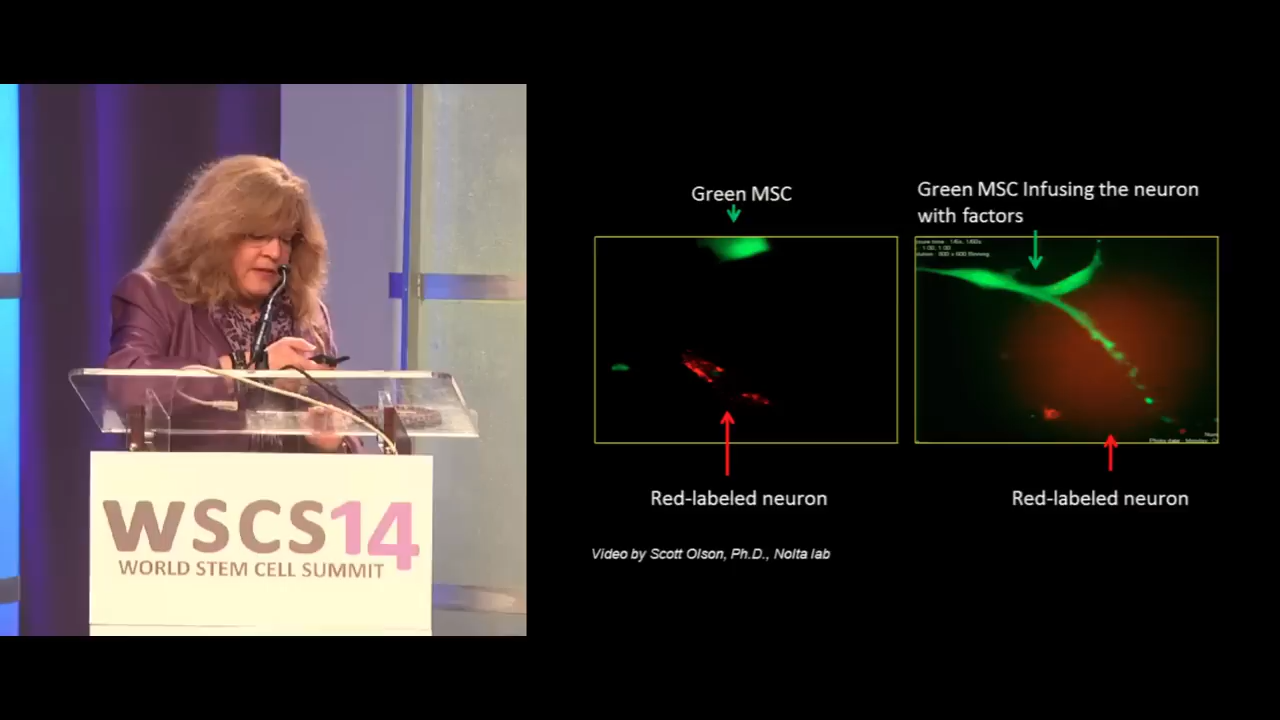 WSCS14
WORLD STEM CELL SUMMIT
Green MSC
Green MSC Infusing the neuron
with factors
Red-labeled neuron
Red-labeled neuron
Video by Scott Olson, Ph.D., Nolta lab